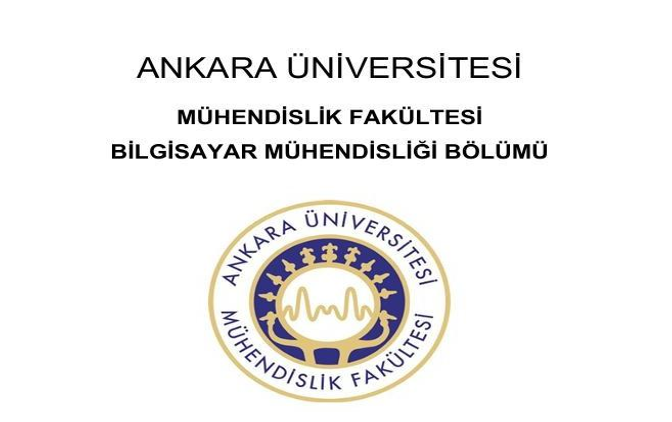 ANKARA ÜNİVERSİTESİ
MÜHENDİSLİK FAKÜLTESİ
BİLGİSAYAR MÜHENDİSLİĞİ BÖLÜMÜ
ANKARA ÜNİVERSİTESİ
MÜHENDİSLİK FAKÜLTESİ